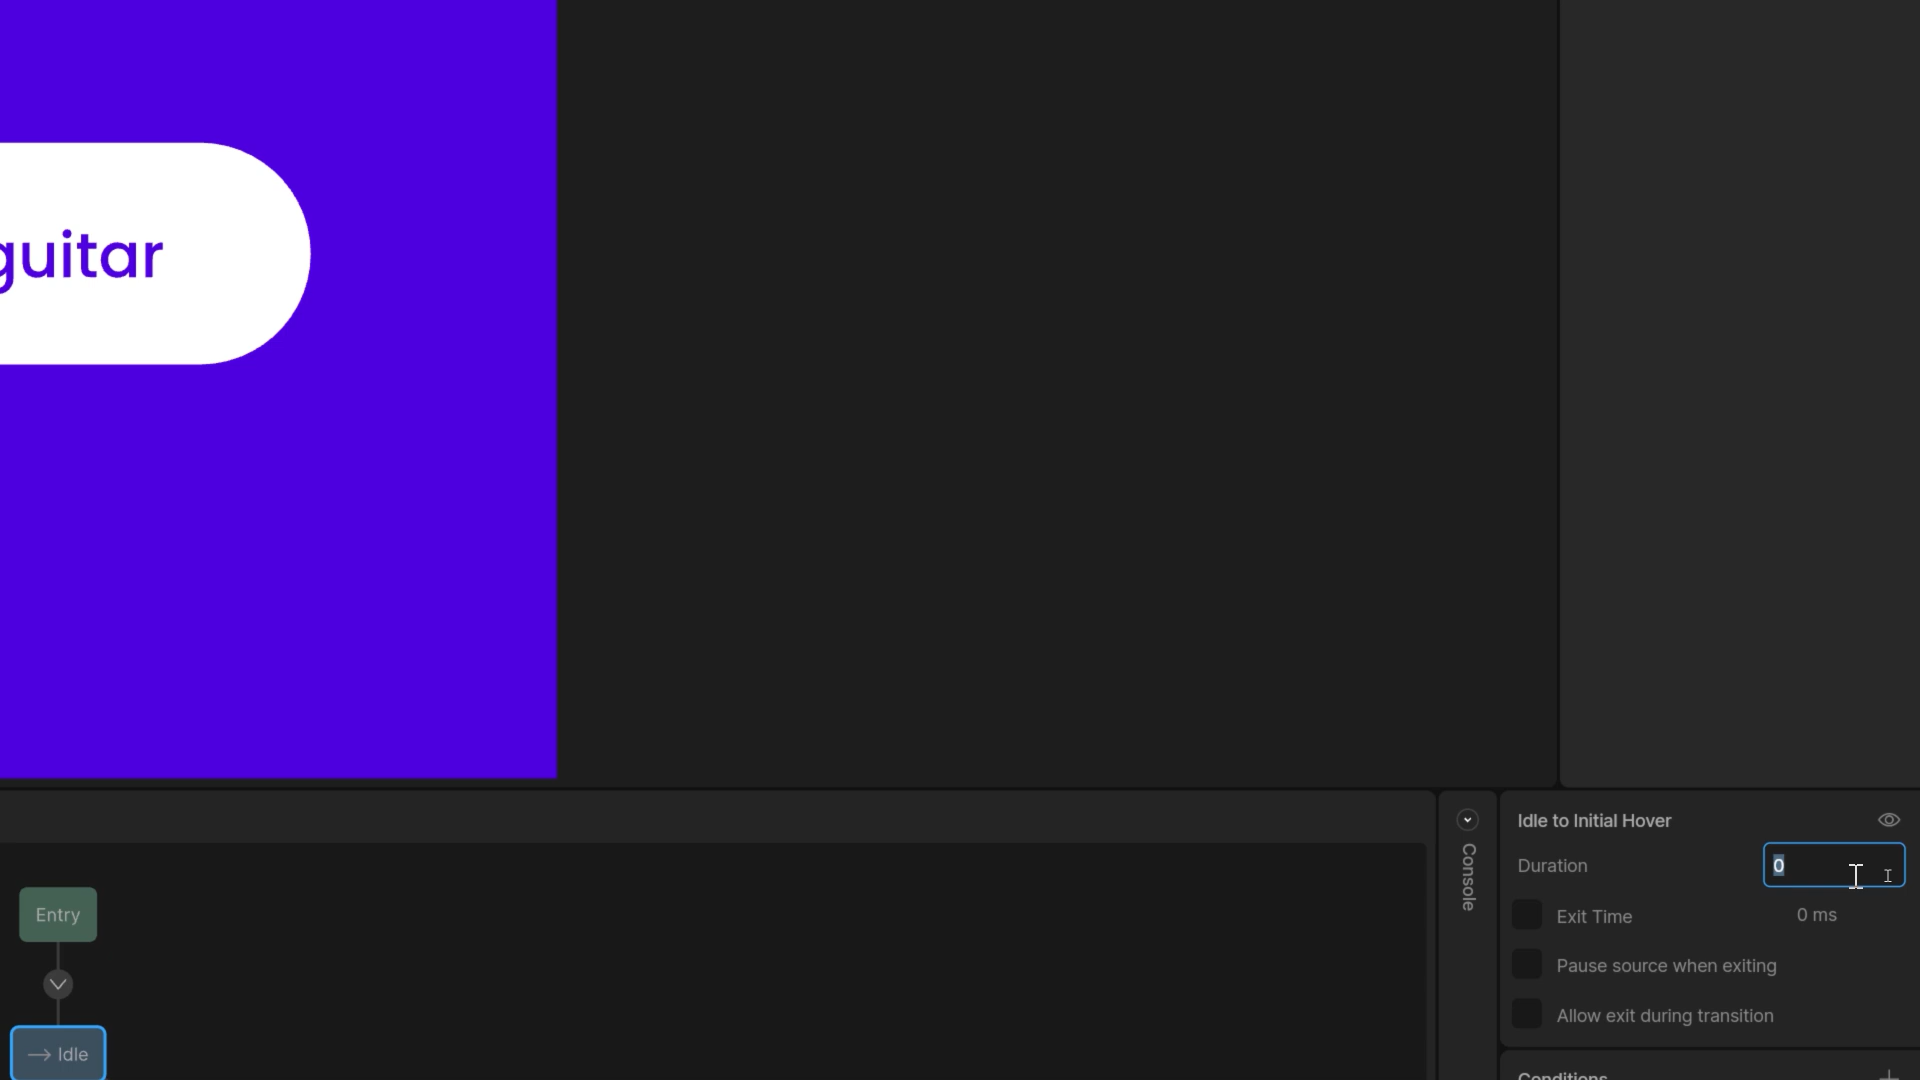 guitar
Idle to Initial Hover
Duration
0
Console
Exit Time
0 ms
Entry
Pause source when exiting
Allow exit during transition
Idle
Conditions